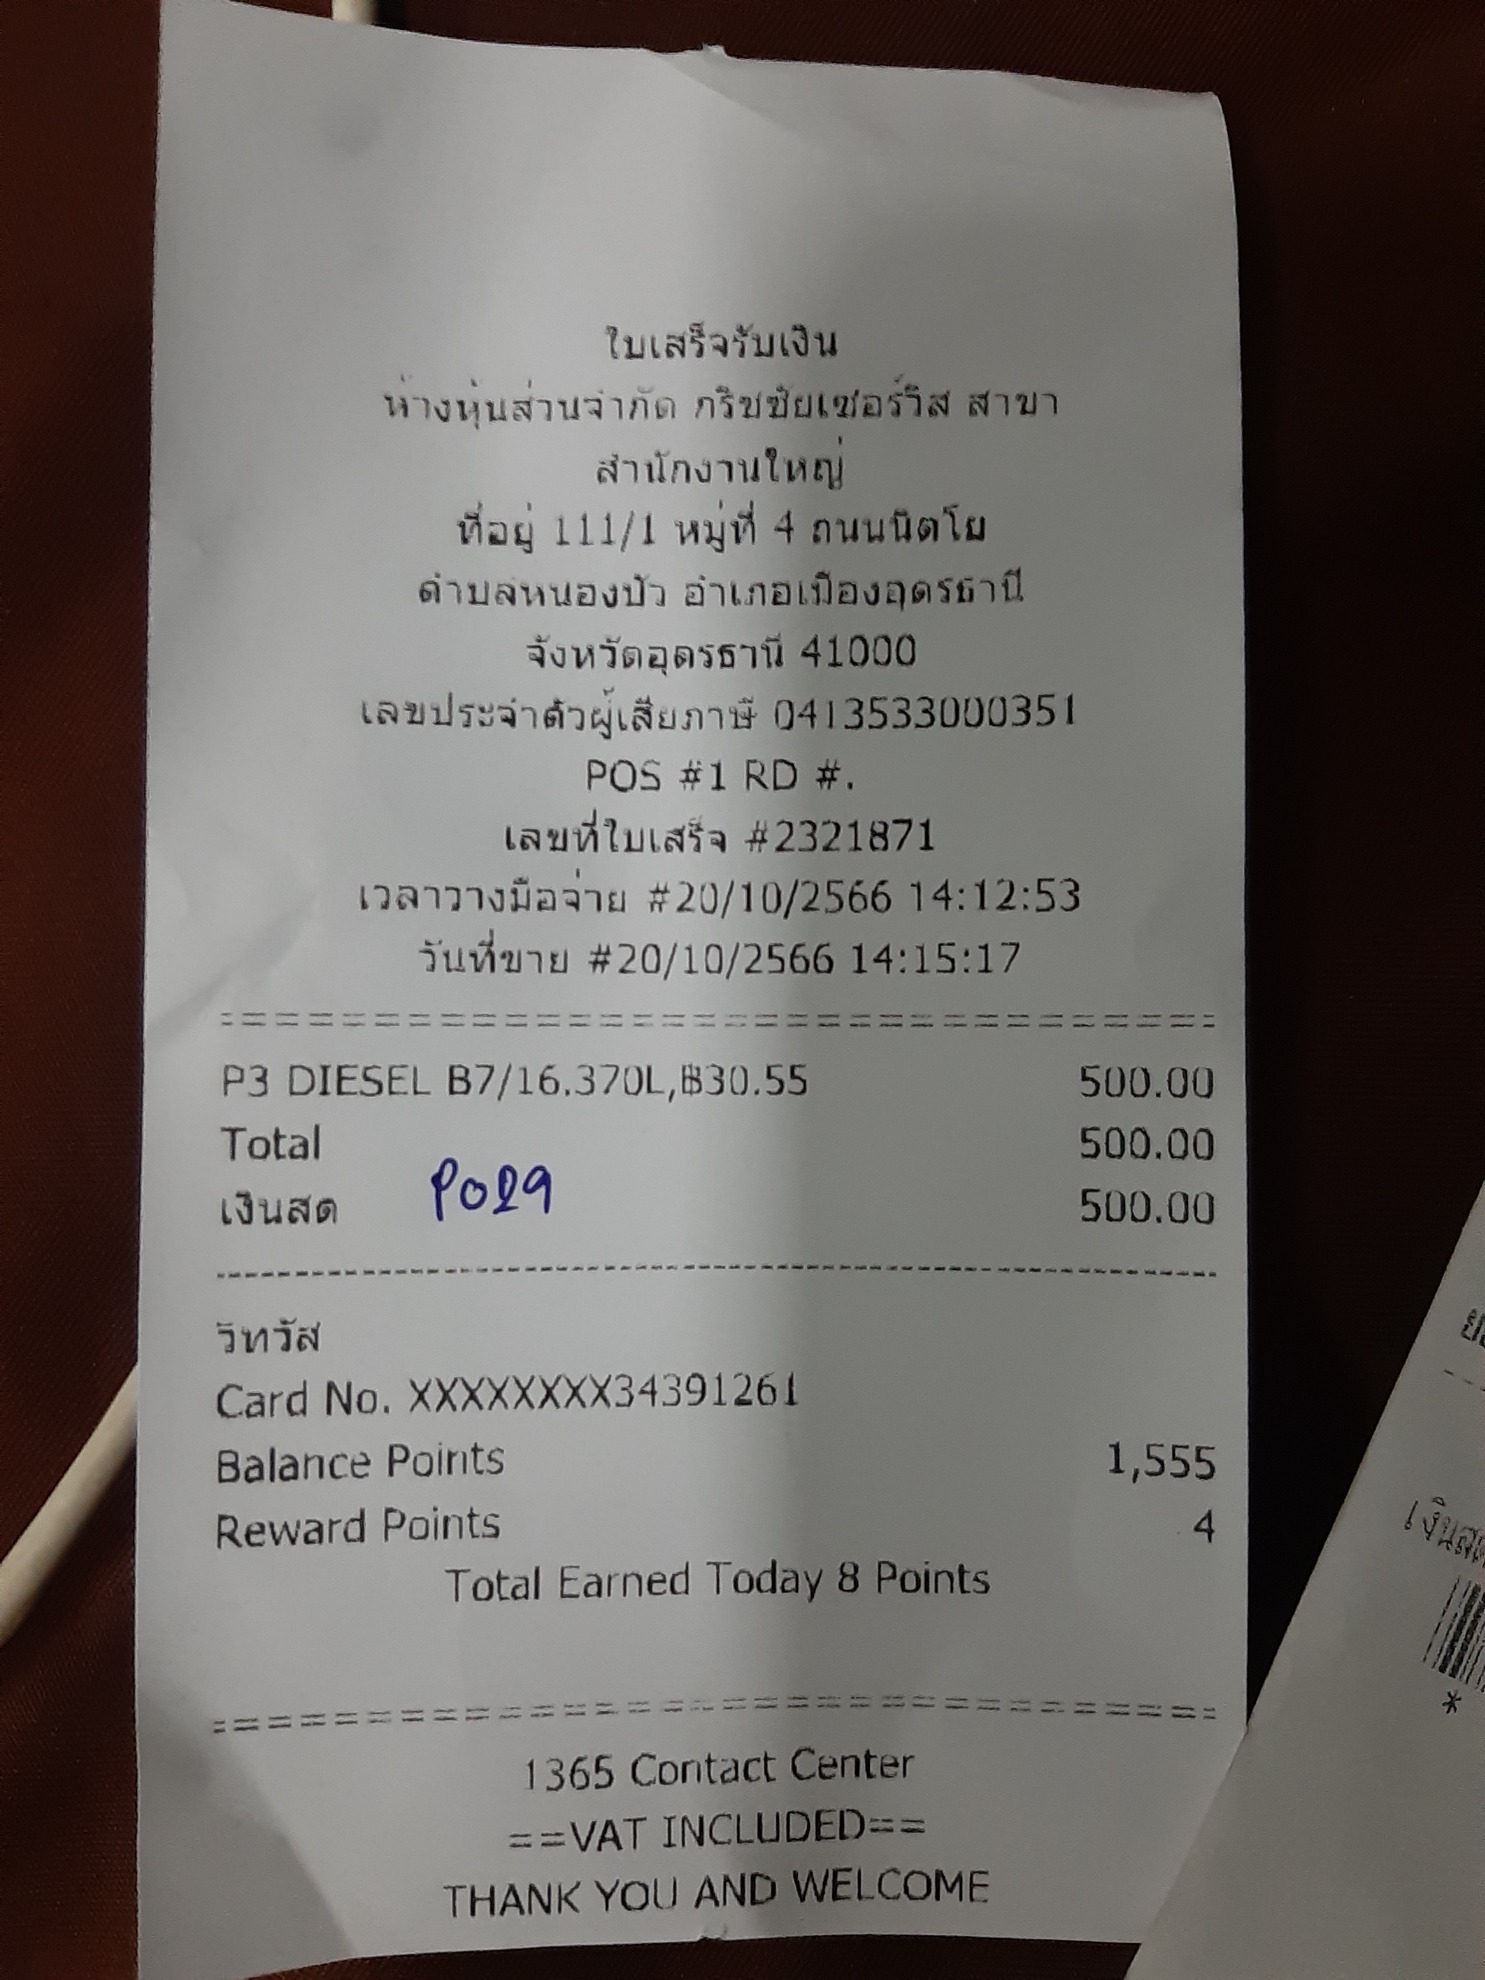 ใบเสร็จรับเงิน
ห้างหุ้นส่วนจำกัด กริชชัยเซอร์วิส สาขา
สำนักงานใหญ่
ที่อยู่ 111/1 หมู่ที่ 4 ถนนนิตโย
ตำบลหนองบัว อำเภอเมืองอุดรธานี
จังหวัดอุดรธานี 41000
เลขประจำตัวผู้เสียภาษี 0413533000351
POS #1 RD #.
เลขที่ใบเสร็จ #2321871
เวลาวางมือจ่าย #20/10/2566 14:12:53
วันที่ขาย #20/10/2566 14:15:17
P3 DIESEL B7/16.370L,฿30.55 500.00
Total 500.00
เงินสด 500.00
P029
วิทวัส
Card No. XXXXXXXX34391261
Balance Points 1,555
Reward Points 4
Total Earned Today 8 Points
1365 Contact Center
==VAT INCLUDED==
THANK YOU AND WELCOME